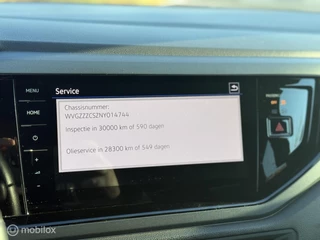 MENU
Service
HOME
Chassisnummer:
WVGZZZCSZNY014744
Inspectie in 30000 km of 590 dagen
Olieservice in 28300 km of 549 dagen
© mobilox